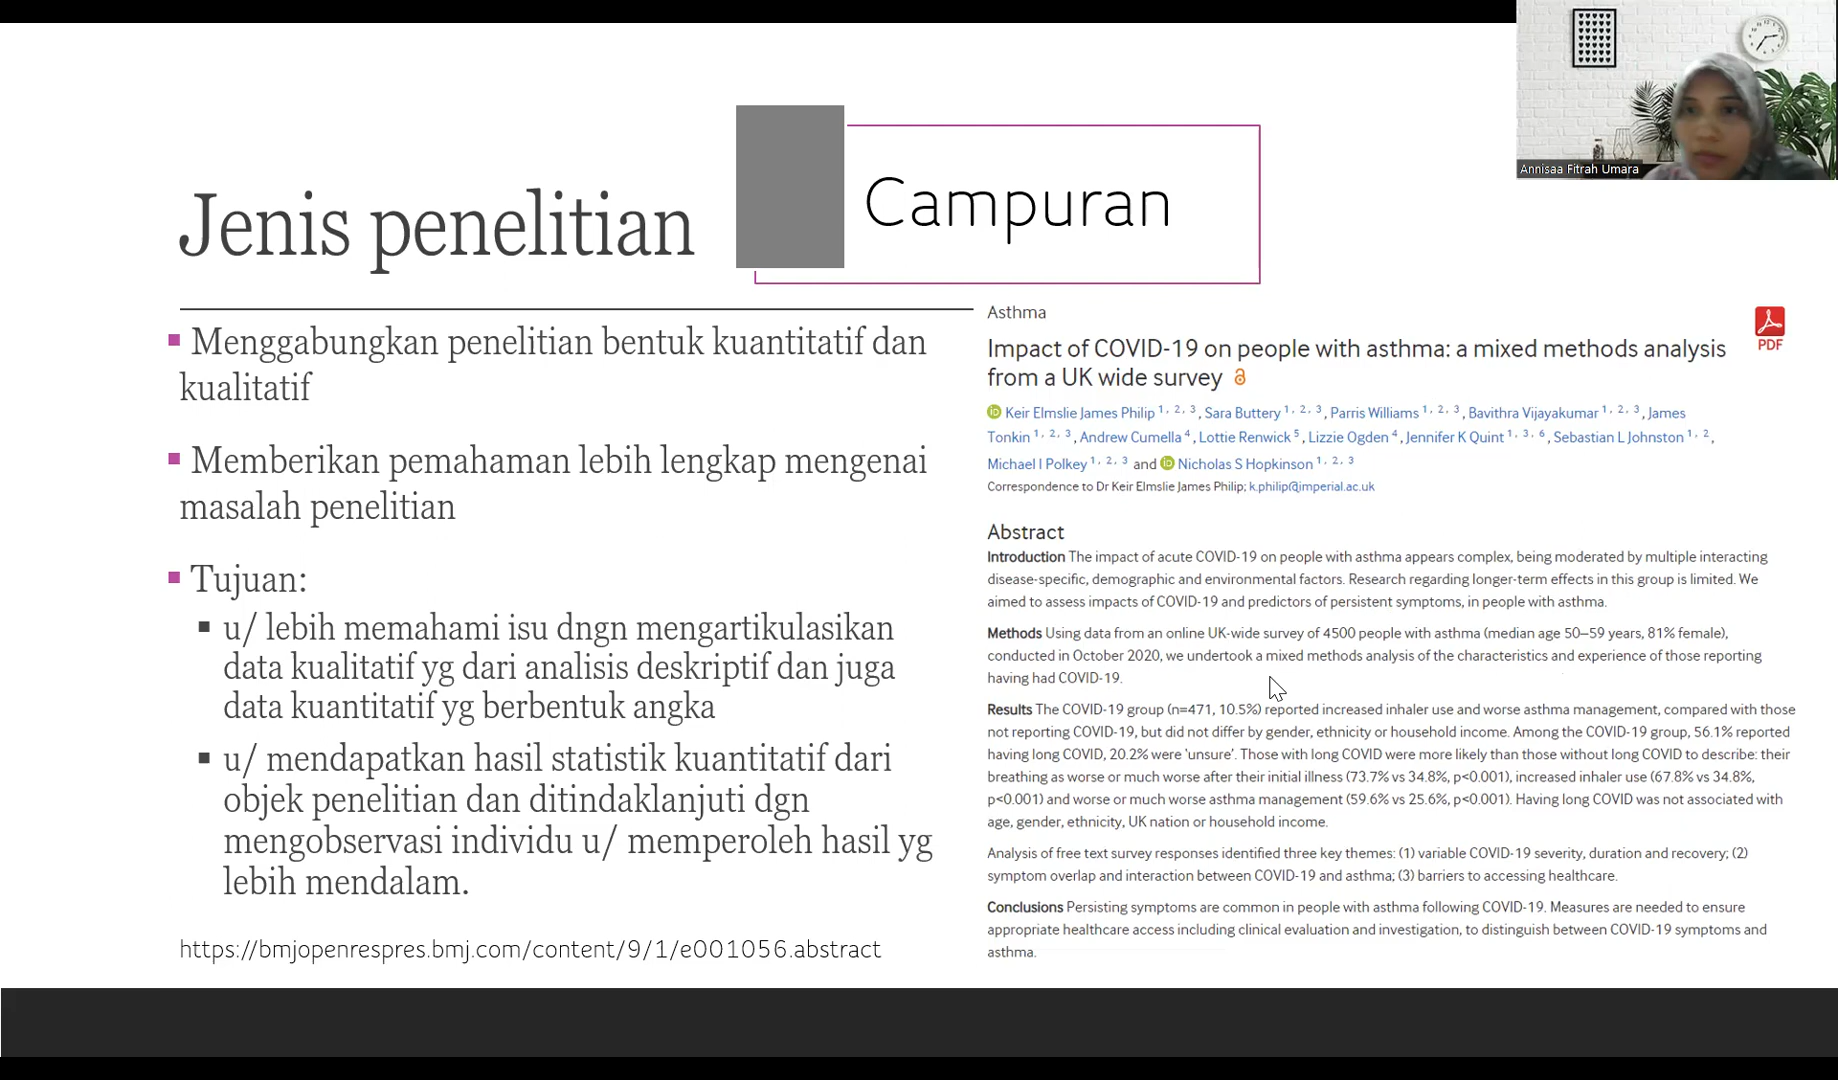 Annisaa Fitrah Umara
Jenis penelitian
Campuran
▪ Menggabungkan penelitian bentuk kuantitatif dan
kualitatif
▪ Memberikan pemahaman lebih lengkap mengenai
masalah penelitian
▪ Tujuan:
▪ u/ lebih memahami isu dngn mengartikulasikan
data kualitatif yg dari analisis deskriptif dan juga
data kuantitatif yg berbentuk angka
▪ u/ mendapatkan hasil statistik kuantitatif dari
objek penelitian dan ditindaklanjuti dgn
mengobservasi individu u/ memperoleh hasil yg
lebih mendalam.
https://bmjopenrespres.bmj.com/content/9/1/e001056.abstract
Asthma
PDF
Impact of COVID-19 on people with asthma: a mixed methods analysis
from a UK wide survey
iD Keir Elmslie James Philip 1, 2, 3, Sara Buttery 1, 2, 3, Parris Williams 1, 2, 3, Bavithra Vijayakumar 1, 2, 3, James
Tonkin 1, 2, 3, Andrew Cumella 4, Lottie Renwick 5, Lizzie Ogden 4, Jennifer K Quint 1, 3, 6, Sebastian L Johnston 1, 2,
Michael I Polkey 1, 2, 3 and iD Nicholas S Hopkinson 1, 2, 3
Correspondence to Dr Keir Elmslie James Philip; k.philip@imperial.ac.uk
Abstract
Introduction The impact of acute COVID-19 on people with asthma appears complex, being moderated by multiple interacting
disease-specific, demographic and environmental factors. Research regarding longer-term effects in this group is limited. We
aimed to assess impacts of COVID-19 and predictors of persistent symptoms, in people with asthma.
Methods Using data from an online UK-wide survey of 4500 people with asthma (median age 50–59 years, 81% female),
conducted in October 2020, we undertook a mixed methods analysis of the characteristics and experience of those reporting
having had COVID-19.
Results The COVID-19 group (n=471, 10.5%) reported increased inhaler use and worse asthma management, compared with those
not reporting COVID-19, but did not differ by gender, ethnicity or household income. Among the COVID-19 group, 56.1% reported
having long COVID, 20.2% were 'unsure'. Those with long COVID were more likely than those without long COVID to describe: their
breathing as worse or much worse after their initial illness (73.7% vs 34.8%, p<0.001), increased inhaler use (67.8% vs 34.8%,
p<0.001) and worse or much worse asthma management (59.6% vs 25.6%, p<0.001). Having long COVID was not associated with
age, gender, ethnicity, UK nation or household income.
Analysis of free text survey responses identified three key themes: (1) variable COVID-19 severity, duration and recovery; (2)
symptom overlap and interaction between COVID-19 and asthma; (3) barriers to accessing healthcare.
Conclusions Persisting symptoms are common in people with asthma following COVID-19. Measures are needed to ensure
appropriate healthcare access including clinical evaluation and investigation, to distinguish between COVID-19 symptoms and
asthma.